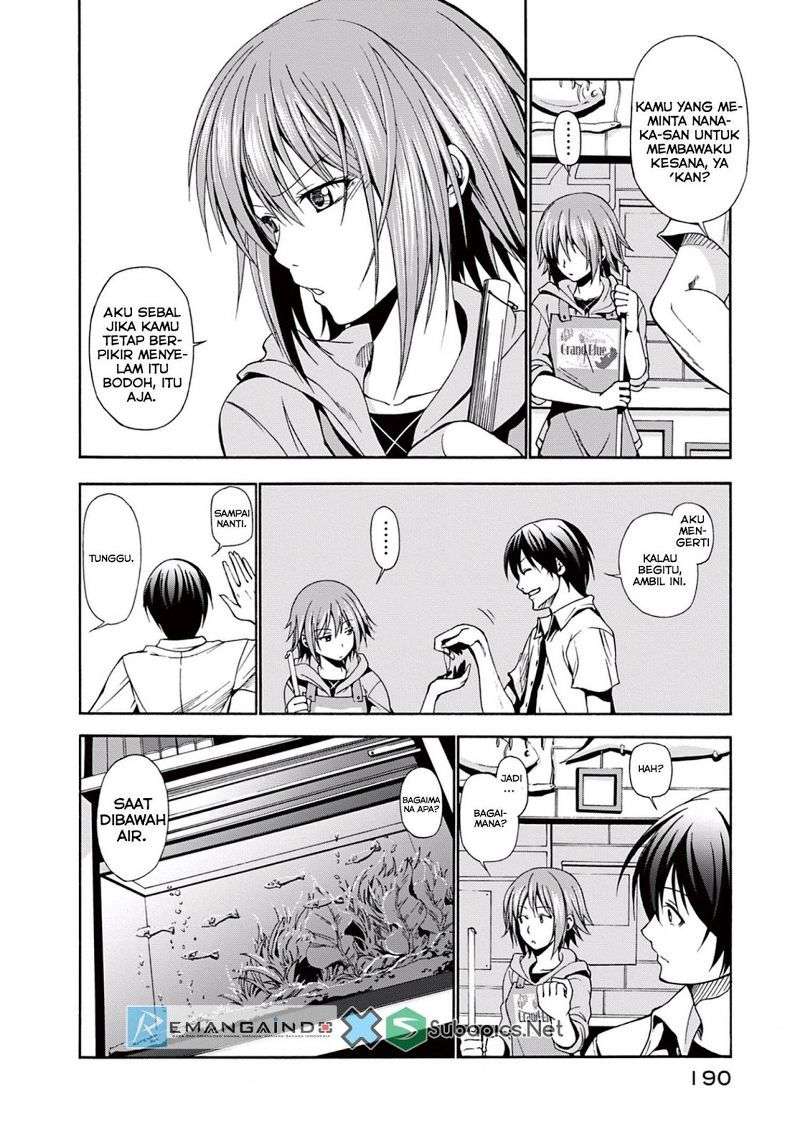 KAMU YANG ME-
MINTA NANA-
KA-SAN UNTUK
MEMBAWAKU
KESANA, YA
'KAN?
.....
Grand Blue
AKU SEBAL
JIKA KAMU
TETAP BER-
PIKIR MENYE-
LAM ITU
BODOH, ITU
AJA.
AKU
MEN-
GERTI
KALAU
BEGITU,
AMBIL INI.
.....
SAMPAI
NANTI.
TUNGGU.
HAH?
JADI
...
BAGAI-
MANA?
Grand Blue
BAGAIMA
NA APA?
SAAT
DIBAWAH
AIR.
REMANGAINDO
Subapics.Net
190